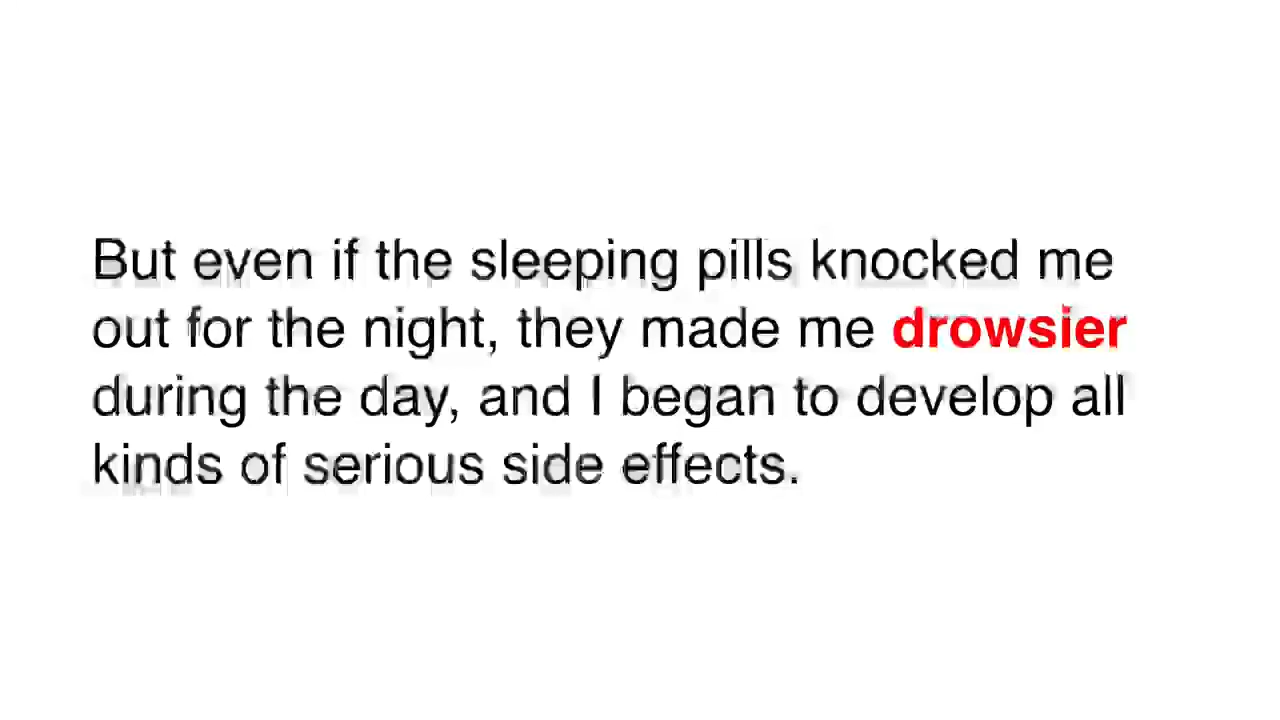 But even if the sleeping pills knocked me
out for the night, they made me drowsier
during the day, and I began to develop all
kinds of serious side effects.